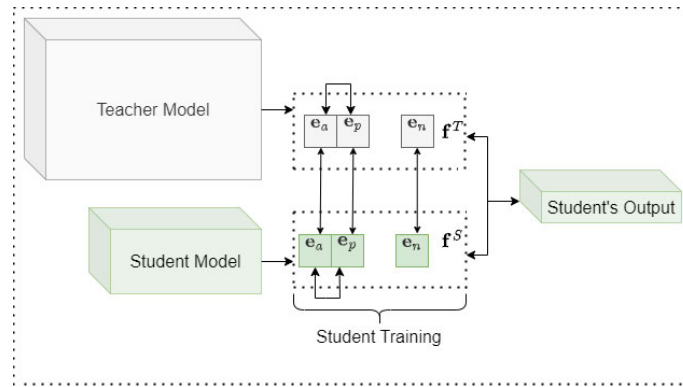 Teacher Model
e_a e_p e_n f^T
Student's Output
Student Model
e_a e_p e_n f^S
Student Training